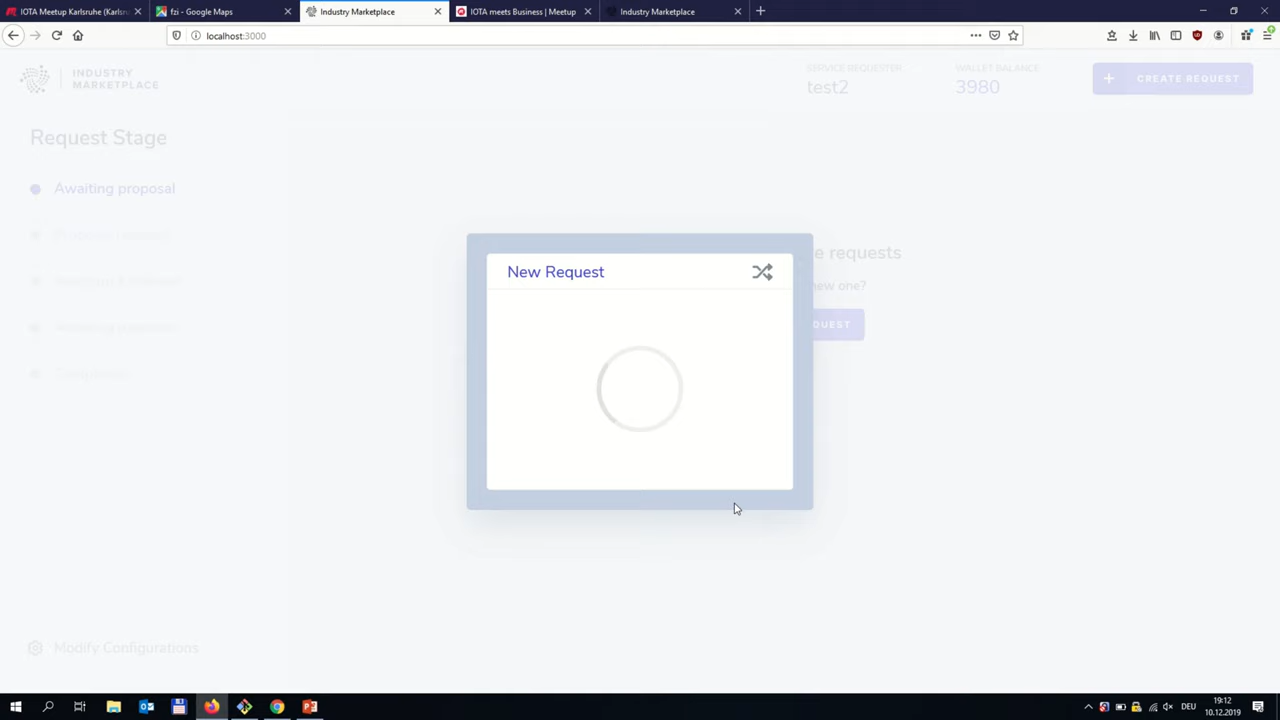 IOTA Meetup Karlsruhe (Karlsru
fzi - Google Maps
Industry Marketplace
IOTA meets Business | Meetup
Industry Marketplace
localhost:3000
INDUSTRY
MARKETPLACE
SERVICE REQUESTER
test2
WALLET BALANCE
3980
CREATE REQUEST
Request Stage
Awaiting proposal
e requests
new one?
QUEST
New Request
Modify Configurations
DEU
19:12
10.12.2019